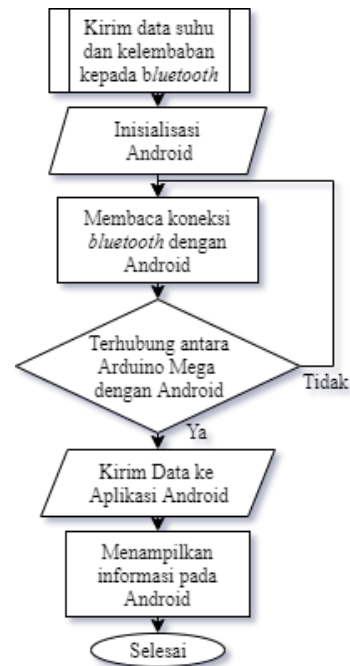 Kirim data suhu
dan kelembaban
kepada bluetooth
Inisialisasi
Android
Membaca koneksi
bluetooth dengan
Android
Terhubung antara
Arduino Mega
dengan Android
Tidak
Ya
Kirim Data ke
Aplikasi Android
Menampilkan
informasi pada
Android
Selesai